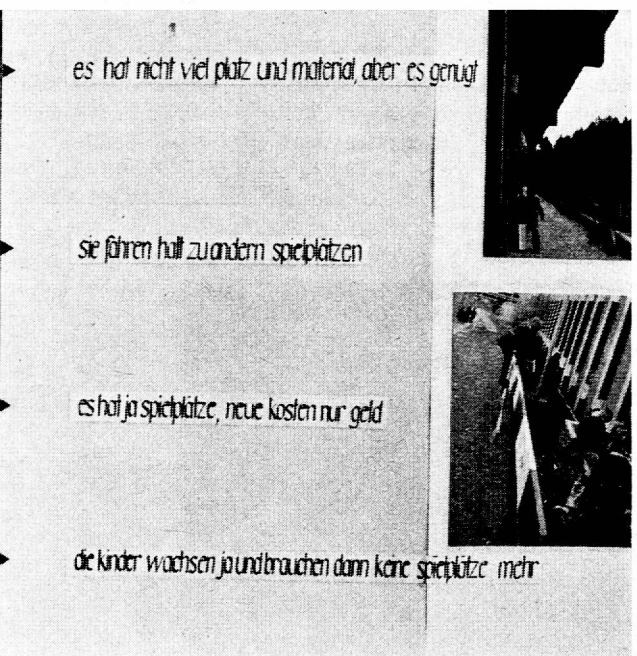 es hat nicht viel platz und material, aber es genügt
sie fahren halt zu andern spielplätzen
es hat ja spielplätze, neue kosten nur geld
die kinder wachsen ja und brauchen dann keine spielplätze mehr